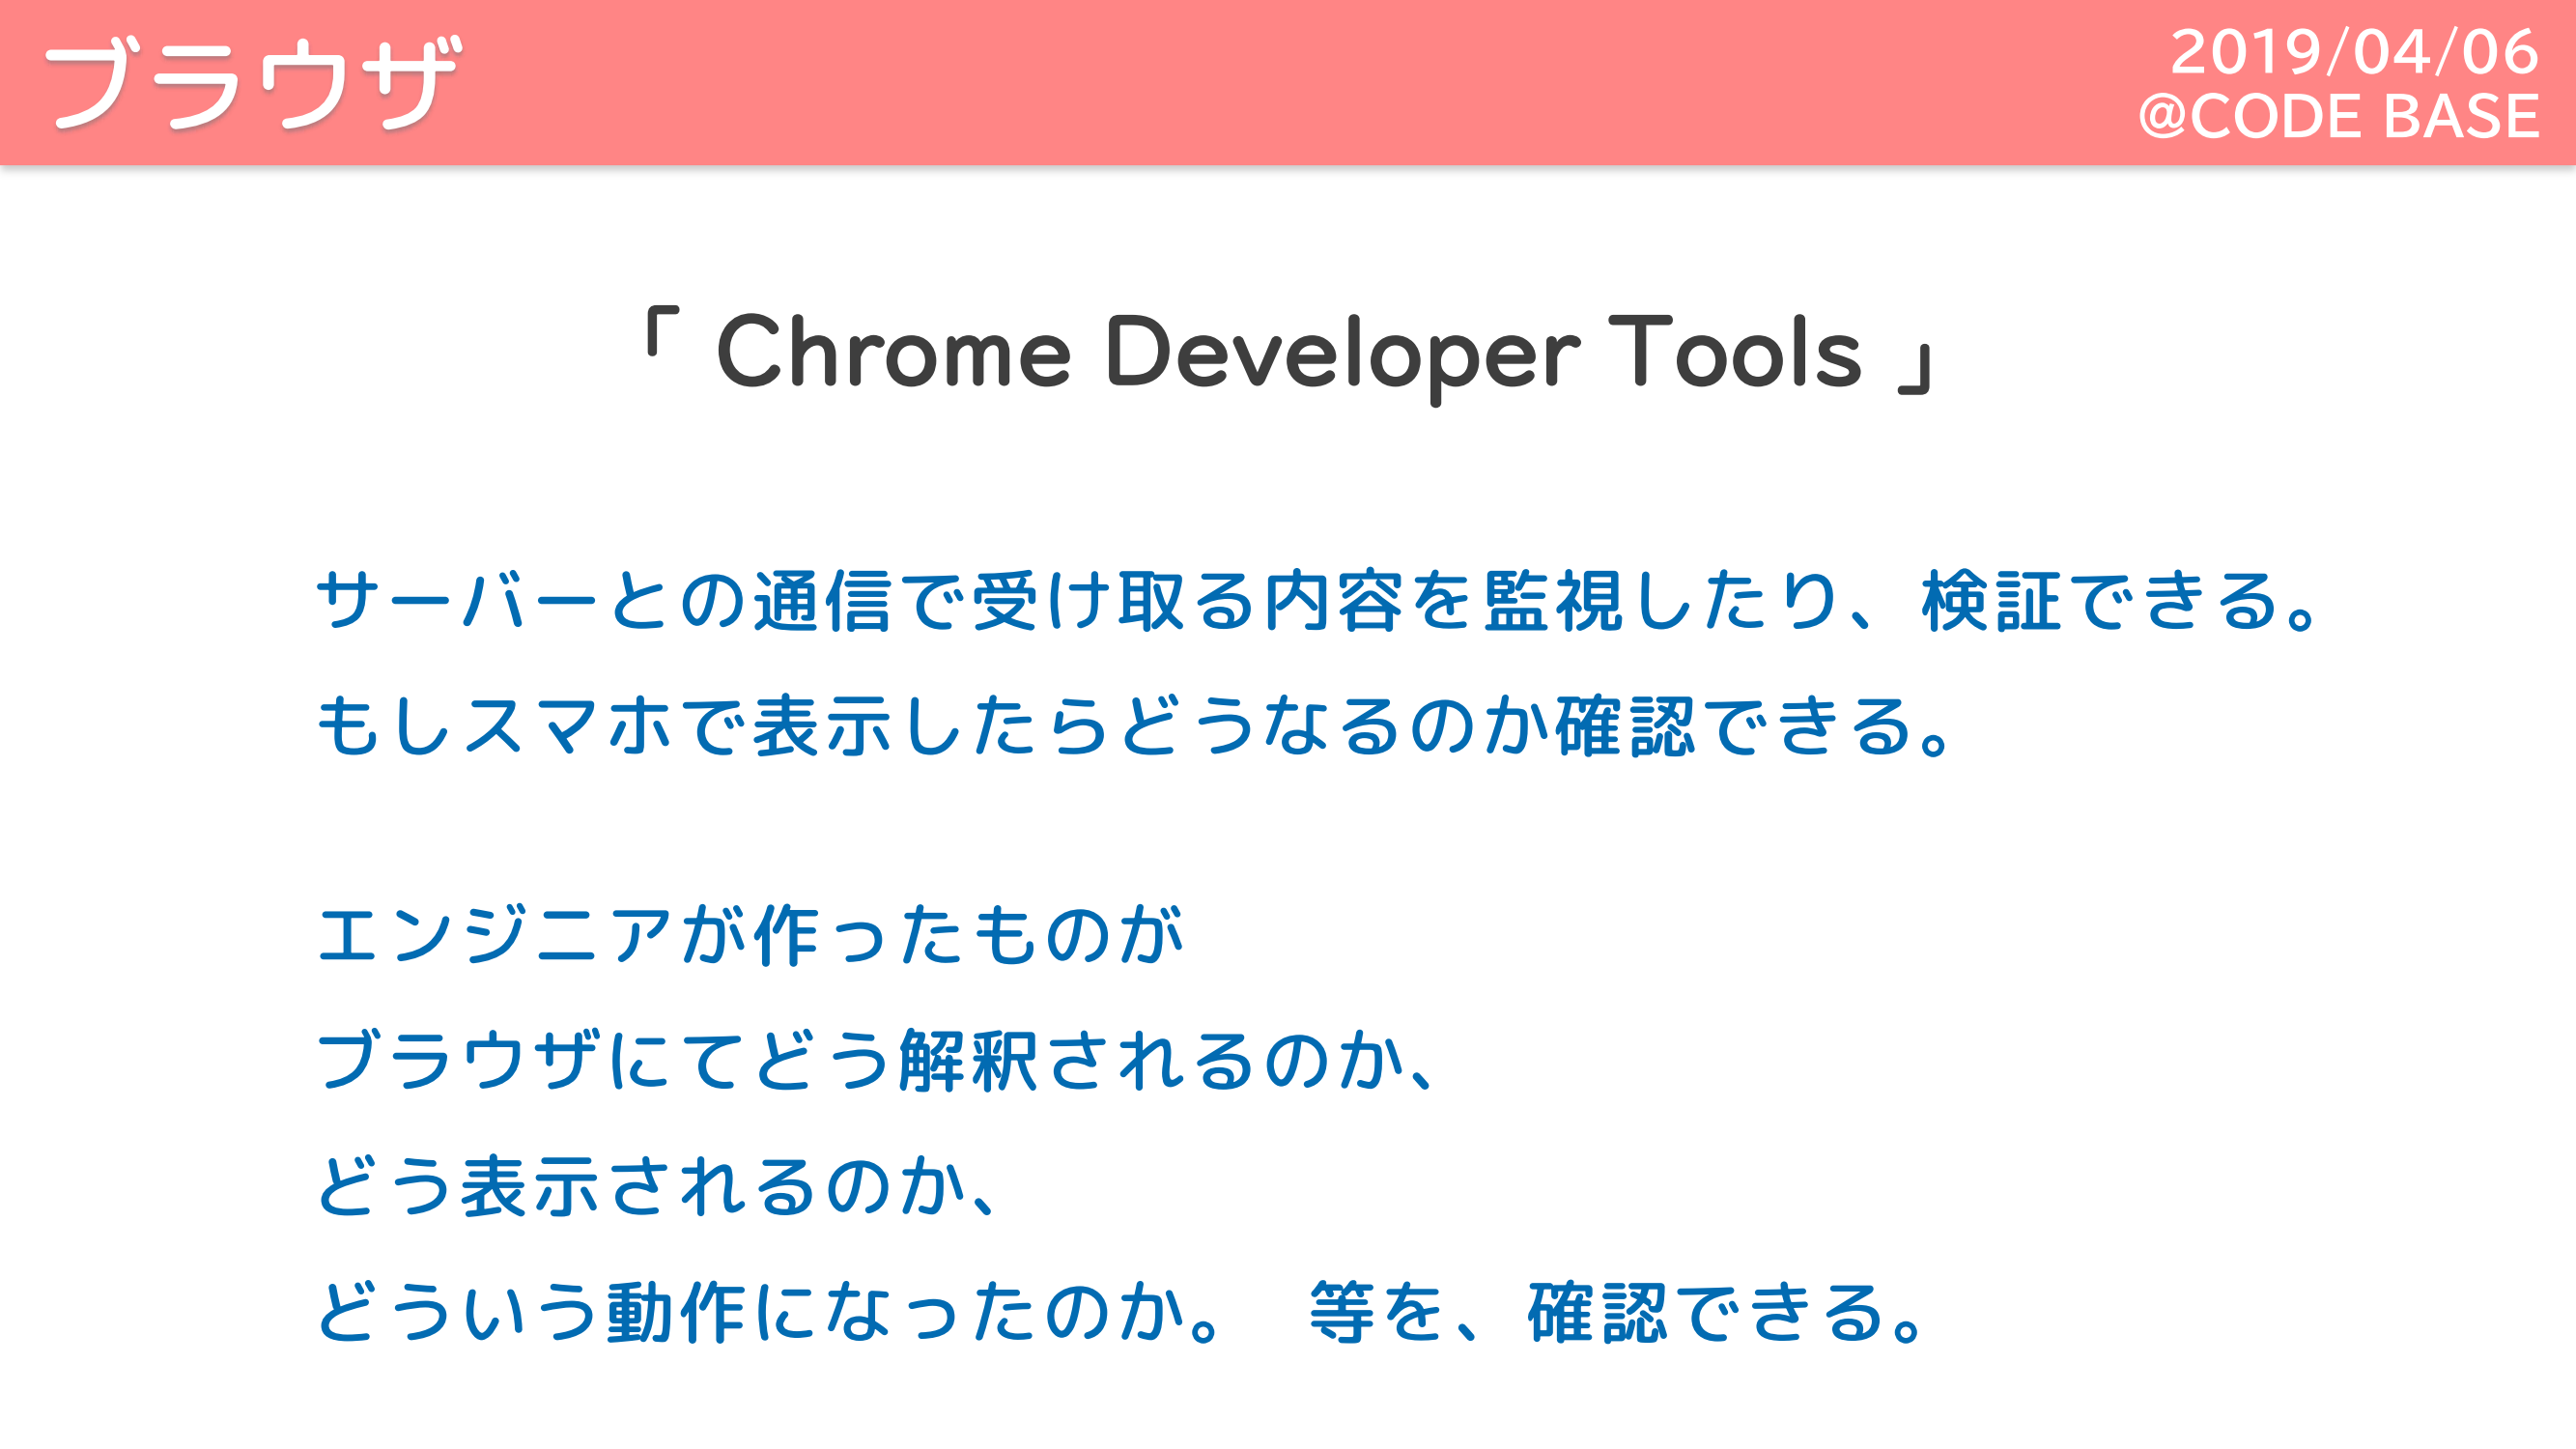 ブラウザ
2019/04/06
@CODE BASE
「 Chrome Developer Tools 」
サーバーとの通信で受け取る内容を監視したり、検証できる。
もしスマホで表示したらどうなるのか確認できる。
エンジニアが作ったものが
ブラウザにてどう解釈されるのか、
どう表示されるのか、
どういう動作になったのか。 等を、確認できる。